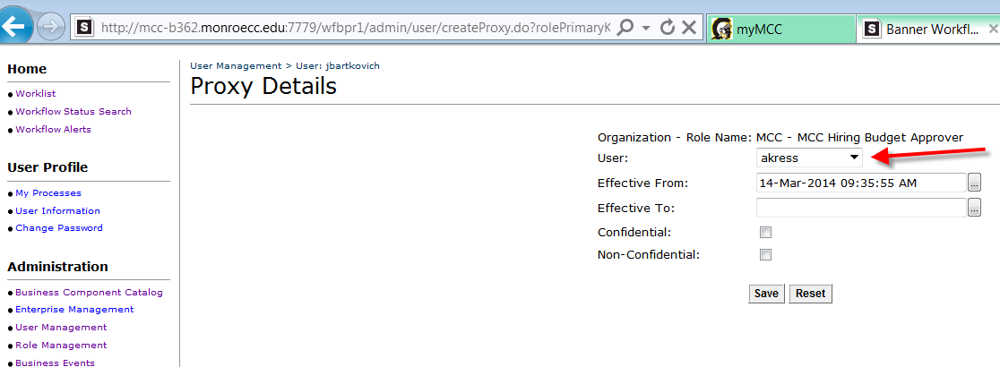 http://mcc-b362.monroecc.edu:7779/wfbpr1/admin/user/createProxy.do?rolePrimaryK
myMCC
Banner Workfl...
Home
Worklist
Workflow Status Search
Workflow Alerts
User Profile
My Processes
User Information
Change Password
Administration
Business Component Catalog
Enterprise Management
User Management
Role Management
Business Events
User Management > User: jbartkovich
Proxy Details
Organization - Role Name: MCC - MCC Hiring Budget Approver
User: akress
Effective From: 14-Mar-2014 09:35:55 AM ...
Effective To: ...
Confidential:
Non-Confidential:
Save Reset